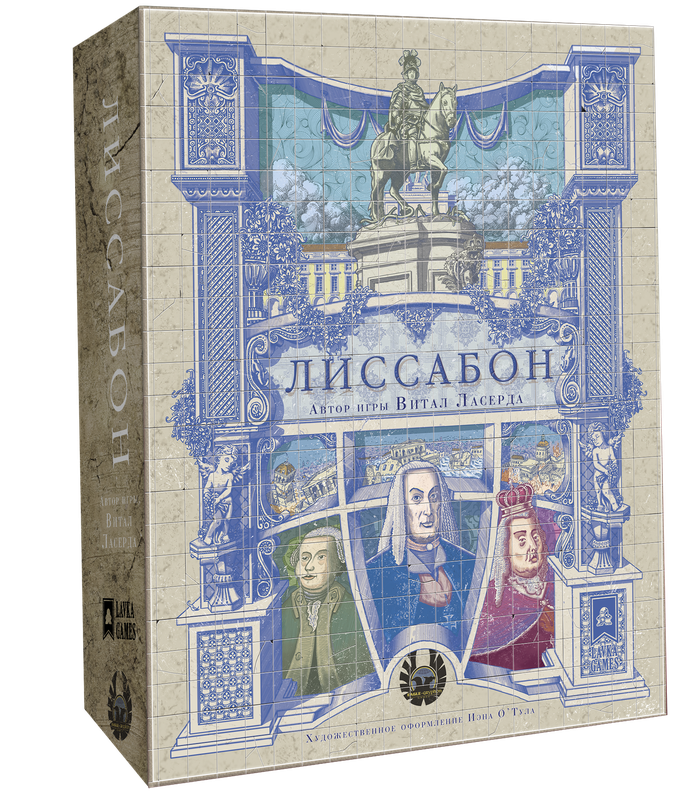 ЛИССАБОН
Автор игры Витал Ласерда
LAVKA
GAMES
Художественное оформление Иэна О'Тула
ЛИССАБОН
Автор игры
Витал
Ласерда
LAVKA
GAMES